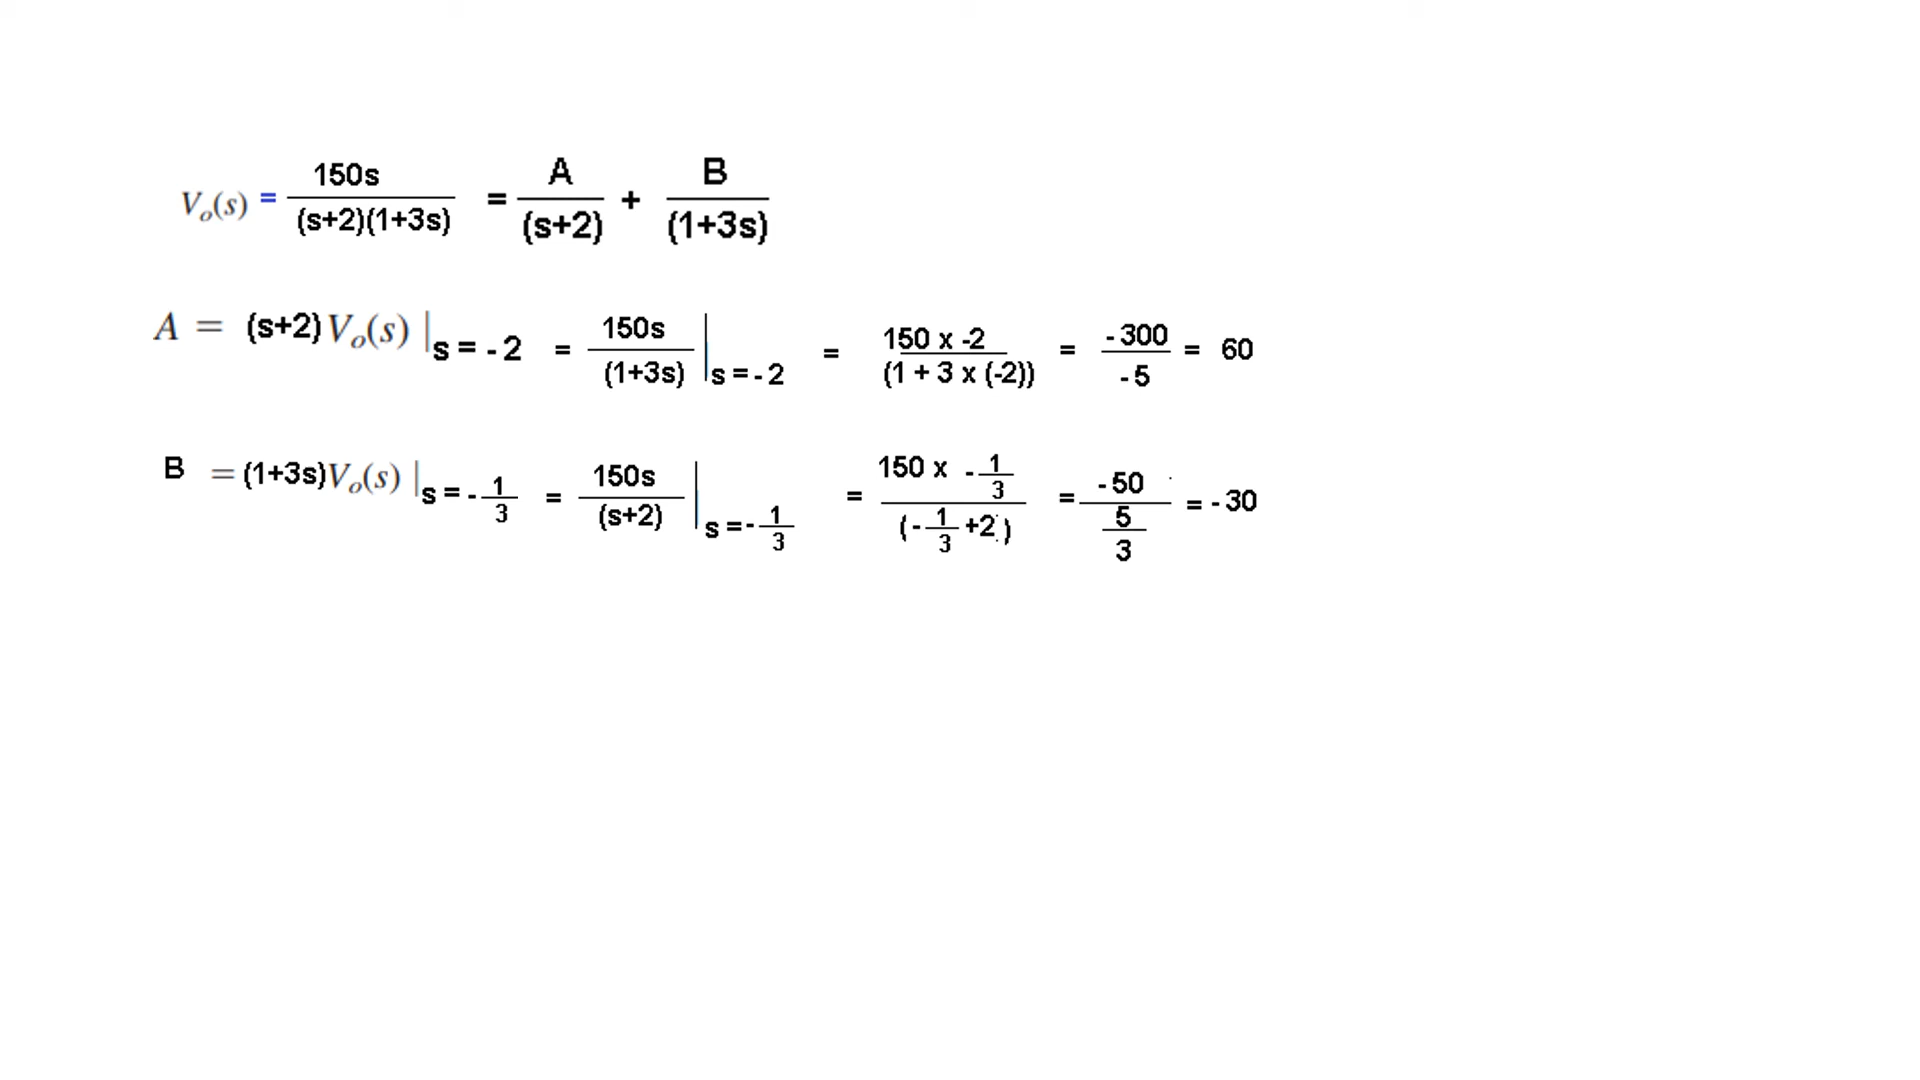 Vo(s) = 150s / (s+2)(1+3s) = A / (s+2) + B / (1+3s)
A = (s+2) Vo(s) | s = - 2 = 150s / (1+3s) | s = - 2 = 150 x -2 / (1 + 3 x (-2)) = - 300 / - 5 = 60
B = (1+3s) Vo(s) | s = - 1/3 = 150s / (s+2) | s = - 1/3 = 150 x - 1/3 / (- 1/3 +2) = - 50 / 5/3 = - 30